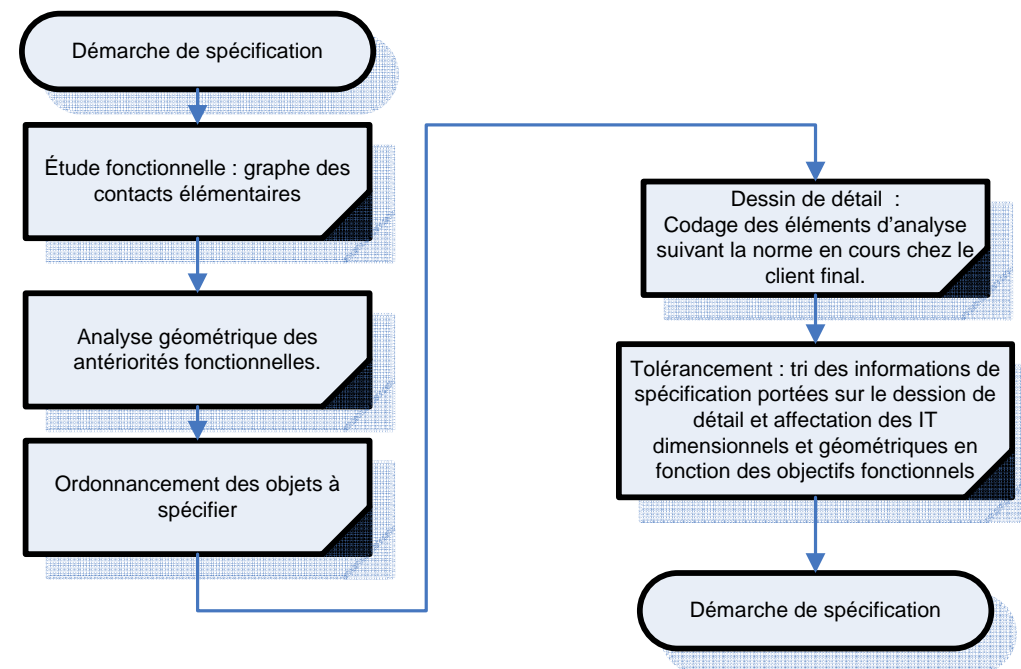 Démarche de spécification
Étude fonctionnelle : graphe des
contacts élémentaires
Analyse géométrique des
antériorités fonctionnelles.
Ordonnancement des objets à
spécifier
Dessin de détail :
Codage des éléments d’analyse
suivant la norme en cours chez le
client final.
Tolérancement : tri des informations de
spécification portées sur le dession de
détail et affectation des IT
dimensionnels et géométriques en
fonction des objectifs fonctionnels
Démarche de spécification